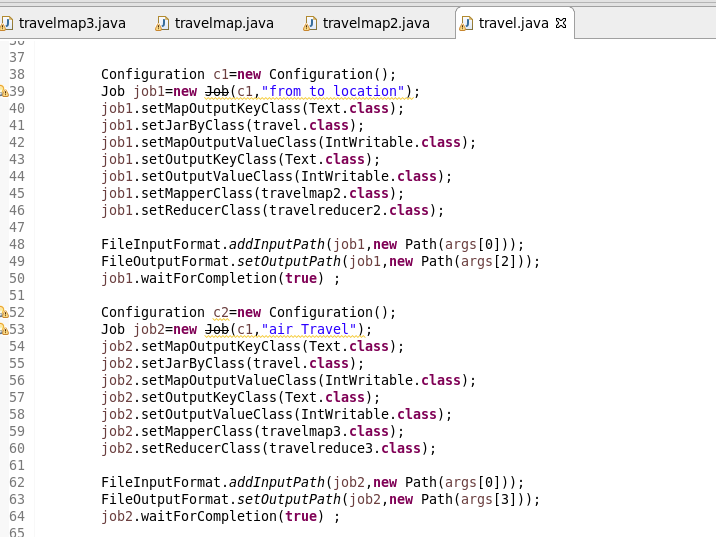 travelmap3.java travelmap.java travelmap2.java travel.java
36
37
38 Configuration c1=new Configuration();
39 Job job1=new Job(c1,"from to location");
40 job1.setMapOutputKeyClass(Text.class);
41 job1.setJarByClass(travel.class);
42 job1.setMapOutputValueClass(IntWritable.class);
43 job1.setOutputKeyClass(Text.class);
44 job1.setOutputValueClass(IntWritable.class);
45 job1.setMapperClass(travelmap2.class);
46 job1.setReducerClass(travelreducer2.class);
47
48 FileInputFormat.addInputPath(job1,new Path(args[0]));
49 FileOutputFormat.setOutputPath(job1,new Path(args[2]));
50 job1.waitForCompletion(true) ;
51
52 Configuration c2=new Configuration();
53 Job job2=new Job(c1,"air Travel");
54 job2.setMapOutputKeyClass(Text.class);
55 job2.setJarByClass(travel.class);
56 job2.setMapOutputValueClass(IntWritable.class);
57 job2.setOutputKeyClass(Text.class);
58 job2.setOutputValueClass(IntWritable.class);
59 job2.setMapperClass(travelmap3.class);
60 job2.setReducerClass(travelreduce3.class);
61
62 FileInputFormat.addInputPath(job2,new Path(args[0]));
63 FileOutputFormat.setOutputPath(job2,new Path(args[3]));
64 job2.waitForCompletion(true) ;
65